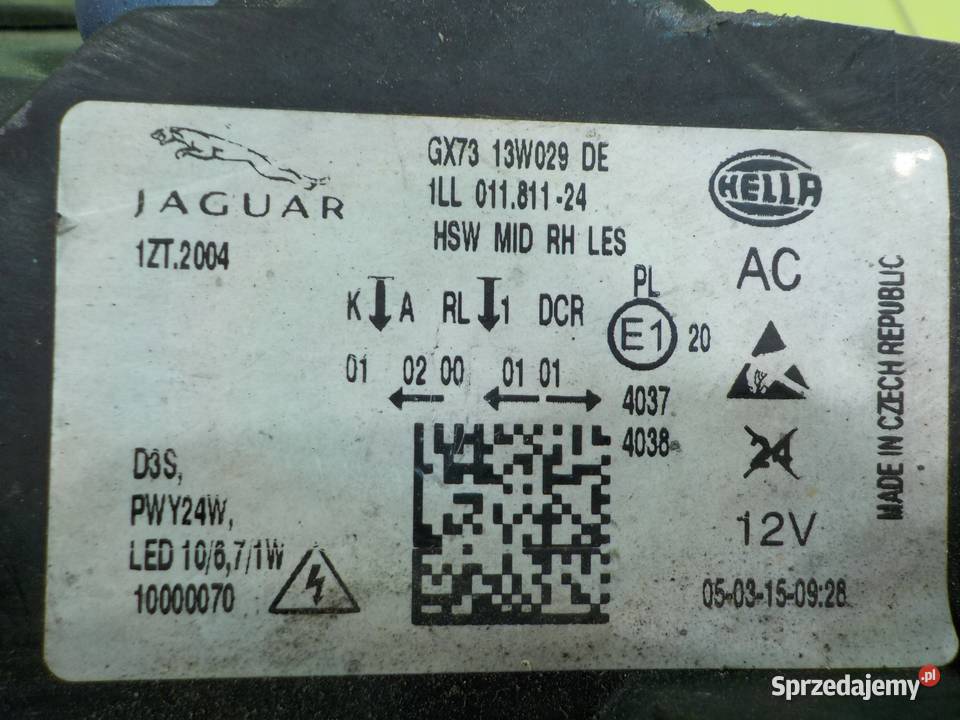 JAGUAR
1ZT.2004
GX73 13W029 DE
1LL 011.811-24
HSW MID RH LES
HELLA
AC
K A RL 1 DCR
PL
E1 20
01 02 00 01 01
4037
4038
24
12V
05-03-15-09:28
MADE IN CZECH REPUBLIC
D3S,
PWY24W,
LED 10/6,7/1W
10000070
Sprzedajemy.pl